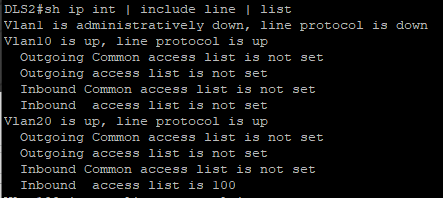 DLS2#sh ip int | include line | list
Vlan1 is administratively down, line protocol is down
Vlan10 is up, line protocol is up
  Outgoing Common access list is not set
  Outgoing access list is not set
  Inbound Common access list is not set
  Inbound  access list is not set
Vlan20 is up, line protocol is up
  Outgoing Common access list is not set
  Outgoing access list is not set
  Inbound Common access list is not set
  Inbound  access list is 100